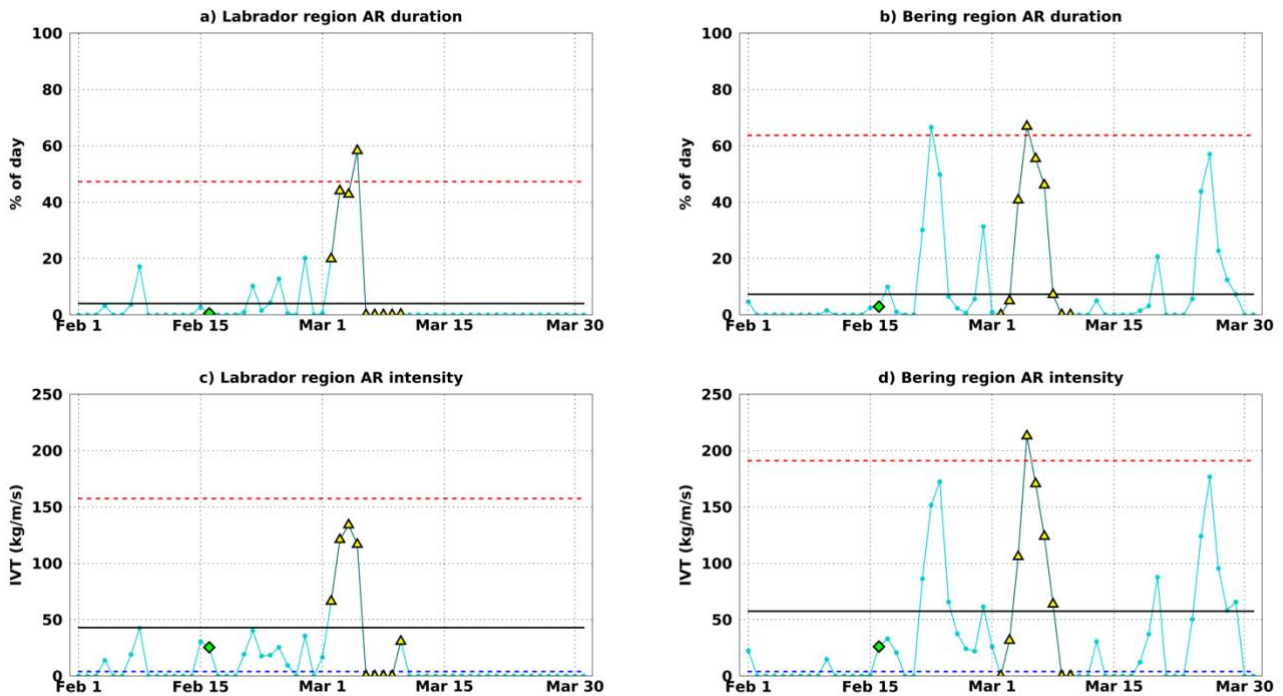 a) Labrador region AR duration
100
80
60
40
20
0
% of day
Feb 1 Feb 15 Mar 1 Mar 15 Mar 30
b) Bering region AR duration
100
80
60
40
20
0
% of day
Feb 1 Feb 15 Mar 1 Mar 15 Mar 30
c) Labrador region AR intensity
250
200
150
100
50
0
IVT (kg/m/s)
Feb 1 Feb 15 Mar 1 Mar 15 Mar 30
d) Bering region AR intensity
250
200
150
100
50
0
IVT (kg/m/s)
Feb 1 Feb 15 Mar 1 Mar 15 Mar 30